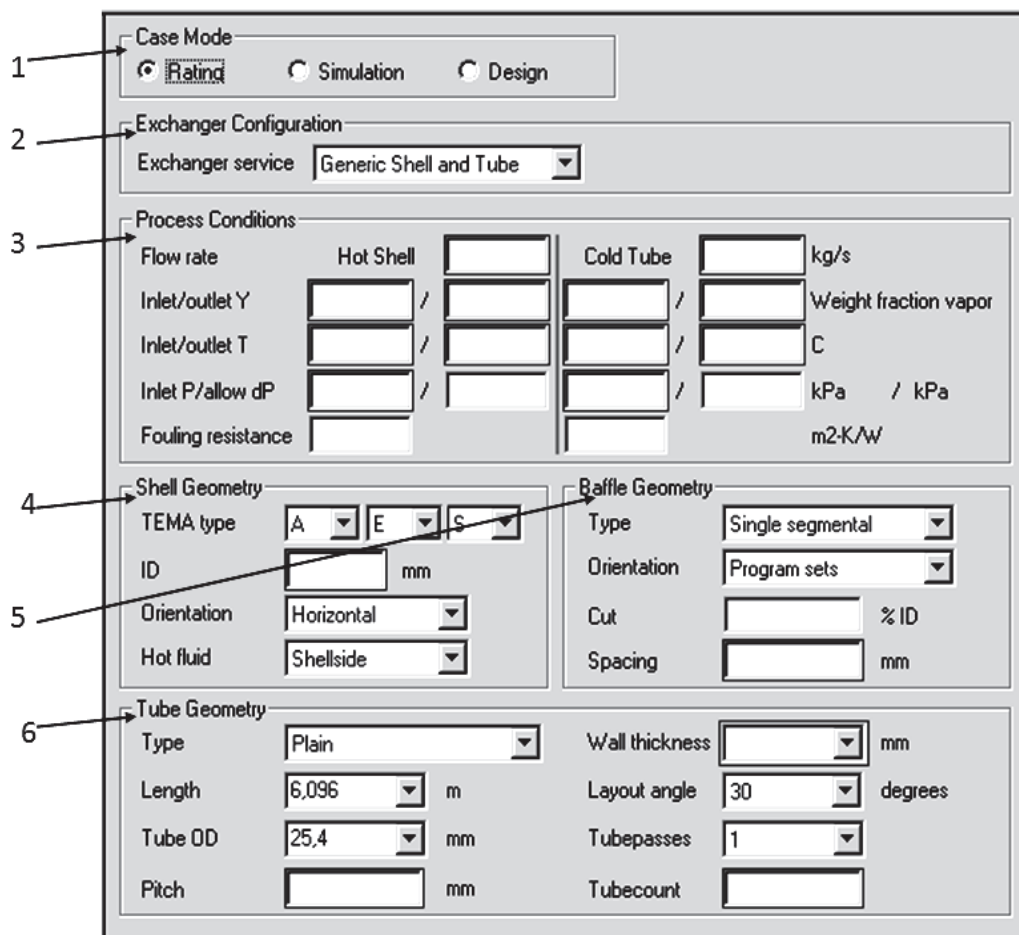 1
Case Mode
Rating Simulation Design
2
Exchanger Configuration
Exchanger service Generic Shell and Tube
3
Process Conditions
Flow rate Hot Shell Cold Tube kg/s
Inlet/outlet Y / / Weight fraction vapor
Inlet/outlet T / / C
Inlet P/allow dP / / kPa / kPa
Fouling resistance m2-K/W
4
Shell Geometry
TEMA type A E S
ID mm
Orientation Horizontal
Hot fluid Shellside
5
Baffle Geometry
Type Single segmental
Orientation Program sets
Cut % ID
Spacing mm
6
Tube Geometry
Type Plain
Length 6,096 m
Tube OD 25,4 mm
Pitch mm
Wall thickness mm
Layout angle 30 degrees
Tubepasses 1
Tubecount